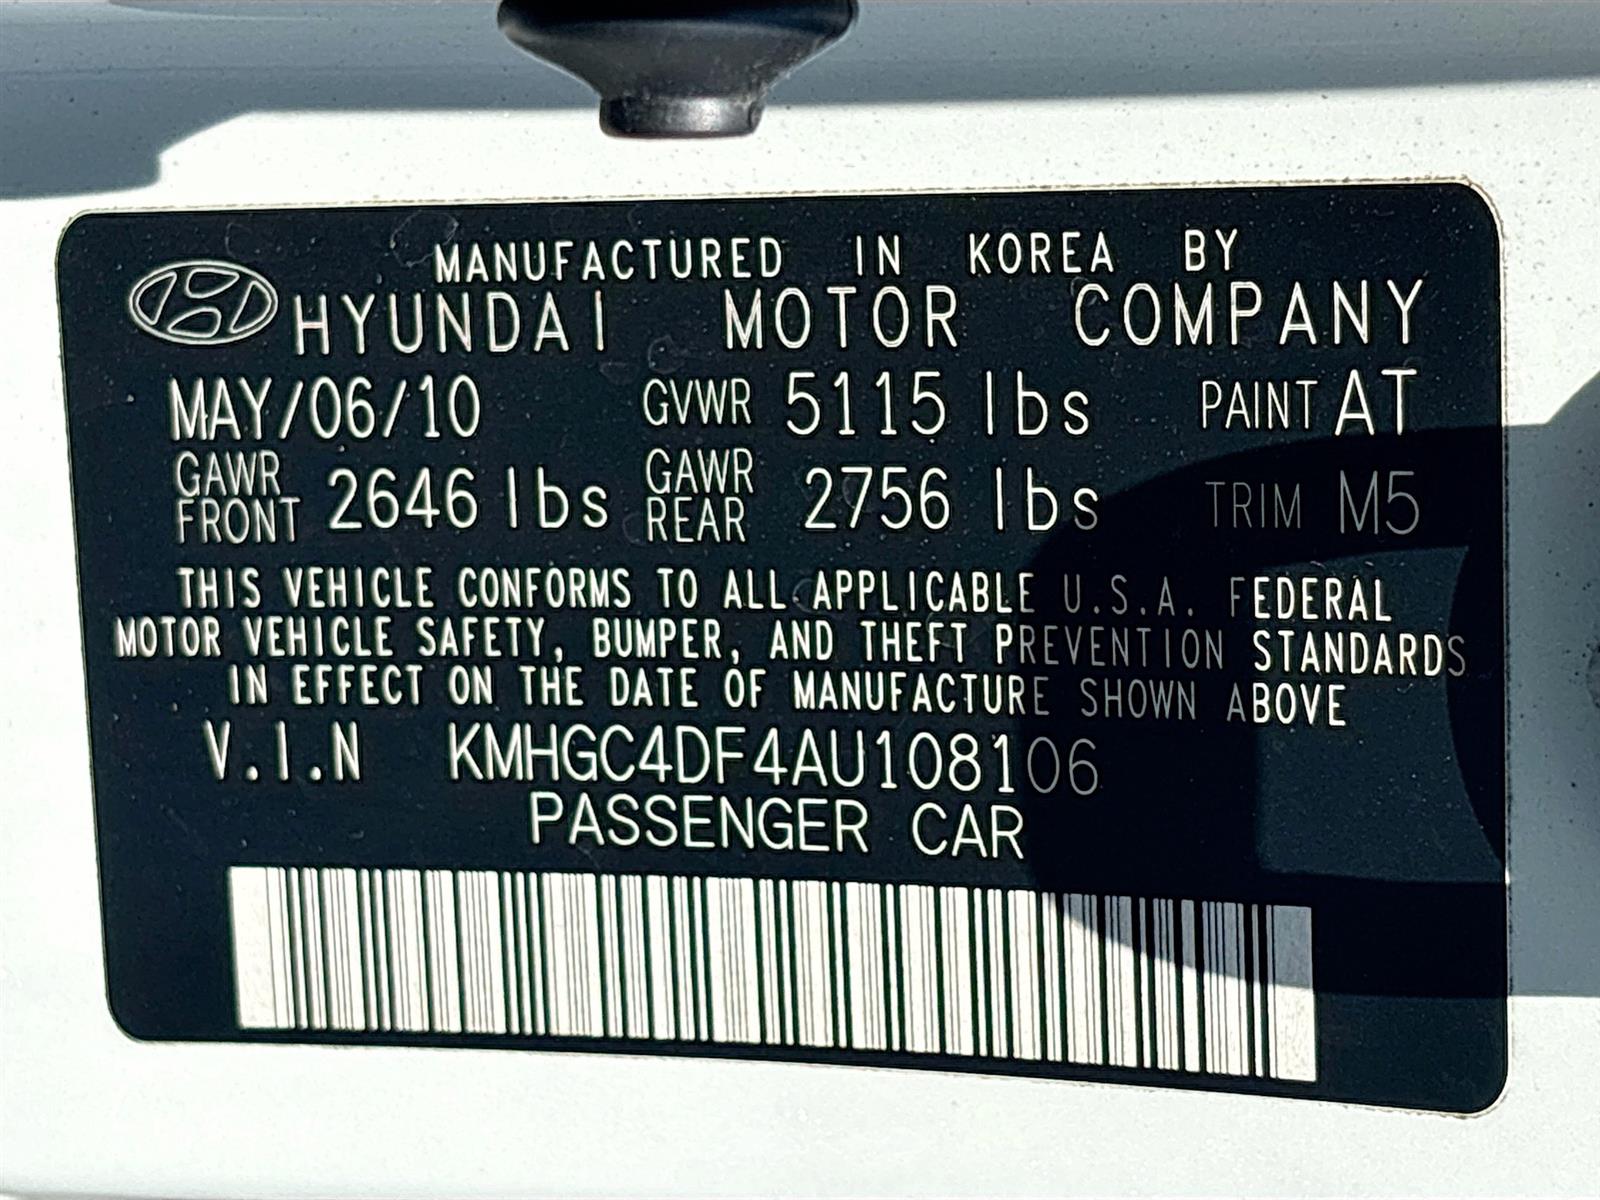 MANUFACTURED IN KOREA BY
HYUNDAI MOTOR COMPANY
MAY/06/10 GVWR 5115 lbs PAINT AT
GAWR FRONT 2646 lbs GAWR REAR 2756 lbs TRIM M5
THIS VEHICLE CONFORMS TO ALL APPLICABLE U.S.A. FEDERAL
MOTOR VEHICLE SAFETY, BUMPER, AND THEFT PREVENTION STANDARDS
IN EFFECT ON THE DATE OF MANUFACTURE SHOWN ABOVE
V.I.N KMHGC4DF4AU108106
PASSENGER CAR